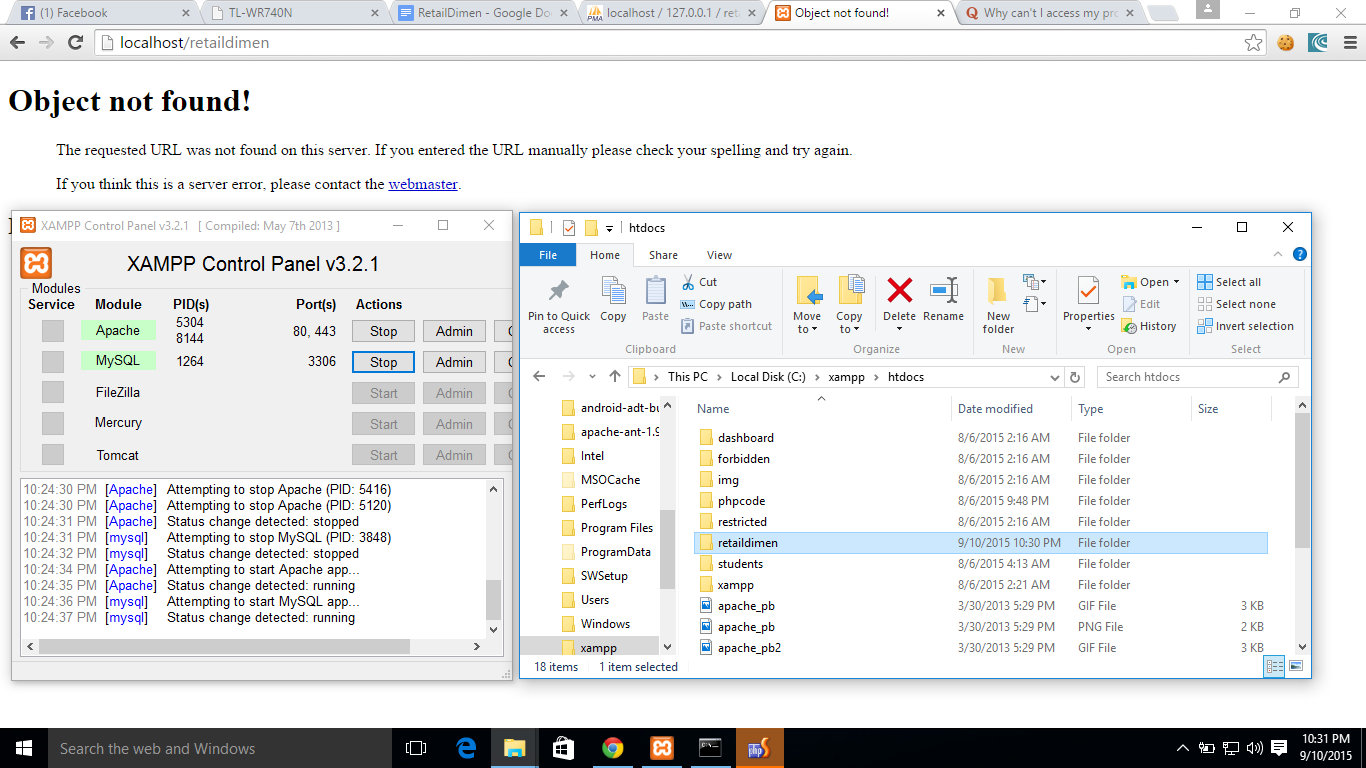 (1) Facebook
TL-WR740N
RetailDimen - Google Do
localhost / 127.0.0.1 / ret
Object not found!
Why can't I access my pro
localhost/retaildimen
Object not found!
The requested URL was not found on this server. If you entered the URL manually please check your spelling and try again.
If you think this is a server error, please contact the webmaster.
XAMPP Control Panel v3.2.1 [ Compiled: May 7th 2013 ]
XAMPP Control Panel v3.2.1
Modules
Service Module PID(s) Port(s) Actions
Apache 5304 8144 80, 443 Stop Admin
MySQL 1264 3306 Stop Admin
FileZilla Start Admin
Mercury Start Admin
Tomcat Start Admin
10:24:30 PM [Apache] Attempting to stop Apache (PID: 5416)
10:24:30 PM [Apache] Attempting to stop Apache (PID: 5120)
10:24:31 PM [Apache] Status change detected: stopped
10:24:31 PM [mysql] Attempting to stop MySQL (PID: 3848)
10:24:32 PM [mysql] Status change detected: stopped
10:24:34 PM [Apache] Attempting to start Apache app...
10:24:35 PM [Apache] Status change detected: running
10:24:36 PM [mysql] Attempting to start MySQL app...
10:24:37 PM [mysql] Status change detected: running
htdocs
File Home Share View
Pin to Quick access
Copy
Paste
Cut
Copy path
Paste shortcut
Clipboard
Move to
Copy to
Delete
Rename
Organize
New folder
New
Properties
Open
Edit
History
Open
Select all
Select none
Invert selection
Select
This PC > Local Disk (C:) > xampp > htdocs
Search htdocs
android-adt-bu
apache-ant-1.9
Intel
MSOCache
PerfLogs
Program Files
ProgramData
SWSetup
Users
Windows
xampp
Name Date modified Type Size
dashboard 8/6/2015 2:16 AM File folder
forbidden 8/6/2015 2:16 AM File folder
img 8/6/2015 2:16 AM File folder
phpcode 8/6/2015 9:48 PM File folder
restricted 8/6/2015 2:16 AM File folder
retaildimen 9/10/2015 10:30 PM File folder
students 8/6/2015 4:13 AM File folder
xampp 8/6/2015 2:21 AM File folder
apache_pb 3/30/2013 5:29 PM GIF File 3 KB
apache_pb 3/30/2013 5:29 PM PNG File 2 KB
apache_pb2 3/30/2013 5:29 PM GIF File 3 KB
18 items 1 item selected
Search the web and Windows
10:31 PM
9/10/2015